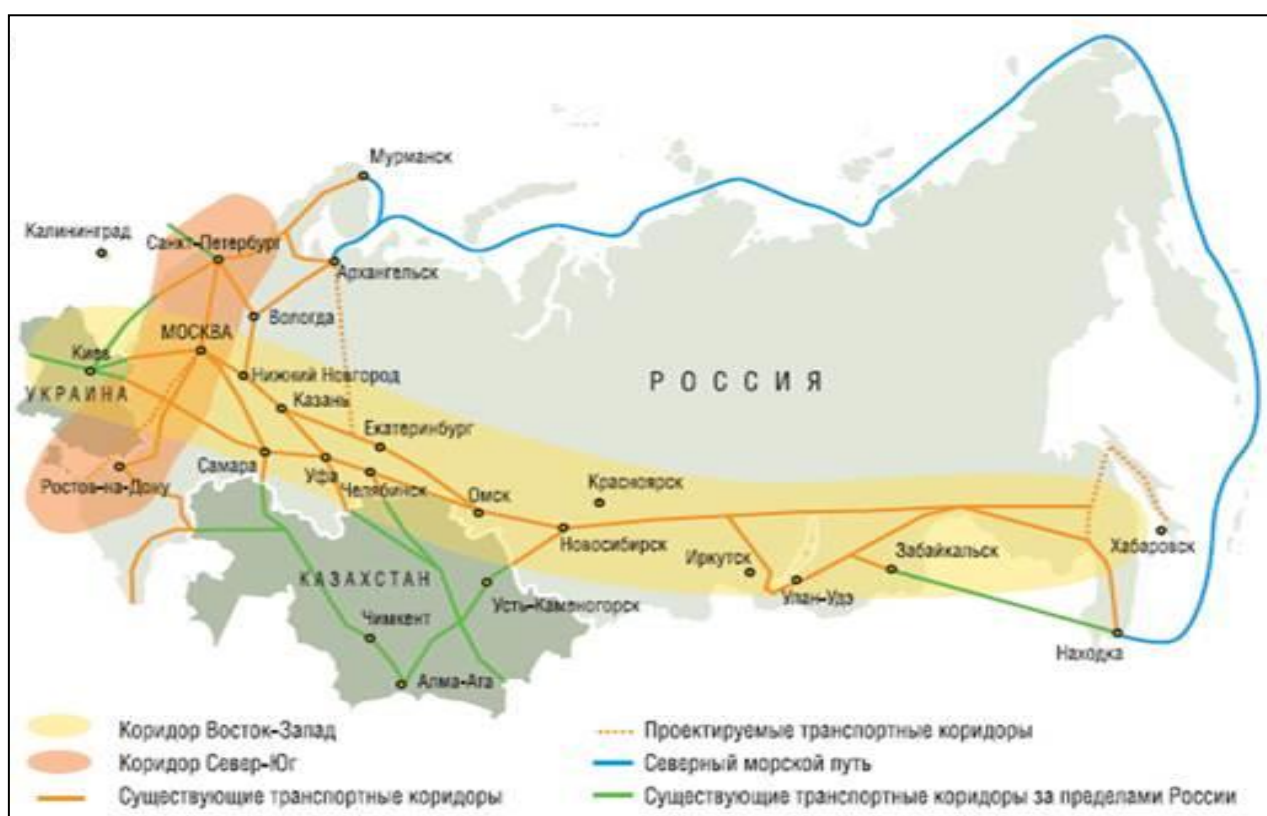 Мурманск
Калининград
Санкт-Петербург
Архангельск
Вологда
МОСКВА
Киев
УКРАИНА
Нижний Новгород
РОССИЯ
Казань
Екатеринбург
Самара
Уфа
Челябинск
Ростов-на-Дону
Омск
Красноярск
Новосибирск
Иркутск
Забайкальск
Хабаровск
Улан-Удэ
КАЗАХСТАН
Усть-Каменогорск
Чимкент
Находка
Алма-Ата
Коридор Восток-Запад
Коридор Север-Юг
Существующие транспортные коридоры
Проектируемые транспортные коридоры
Северный морской путь
Существующие транспортные коридоры за пределами России